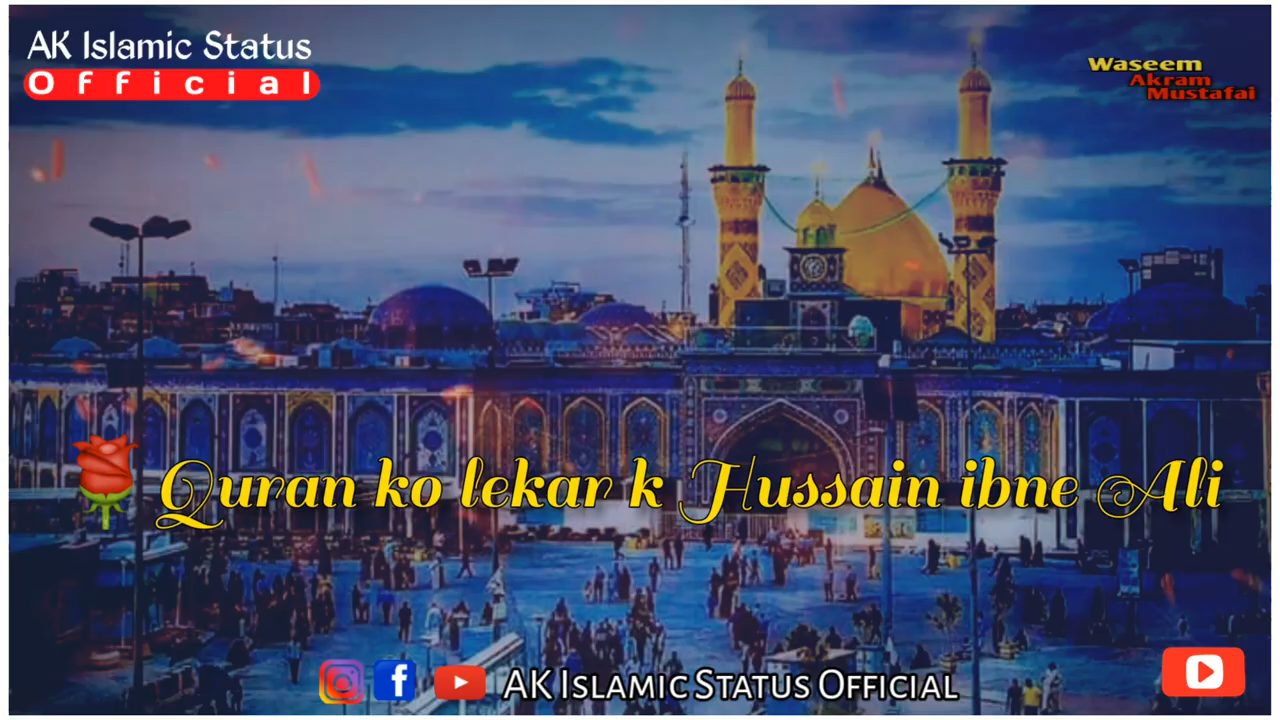 AK Islamic Status
Official
Waseem
Akram
Mustafai
Quran ko lekar k Hussain ibne Ali
AK Islamic Status Official